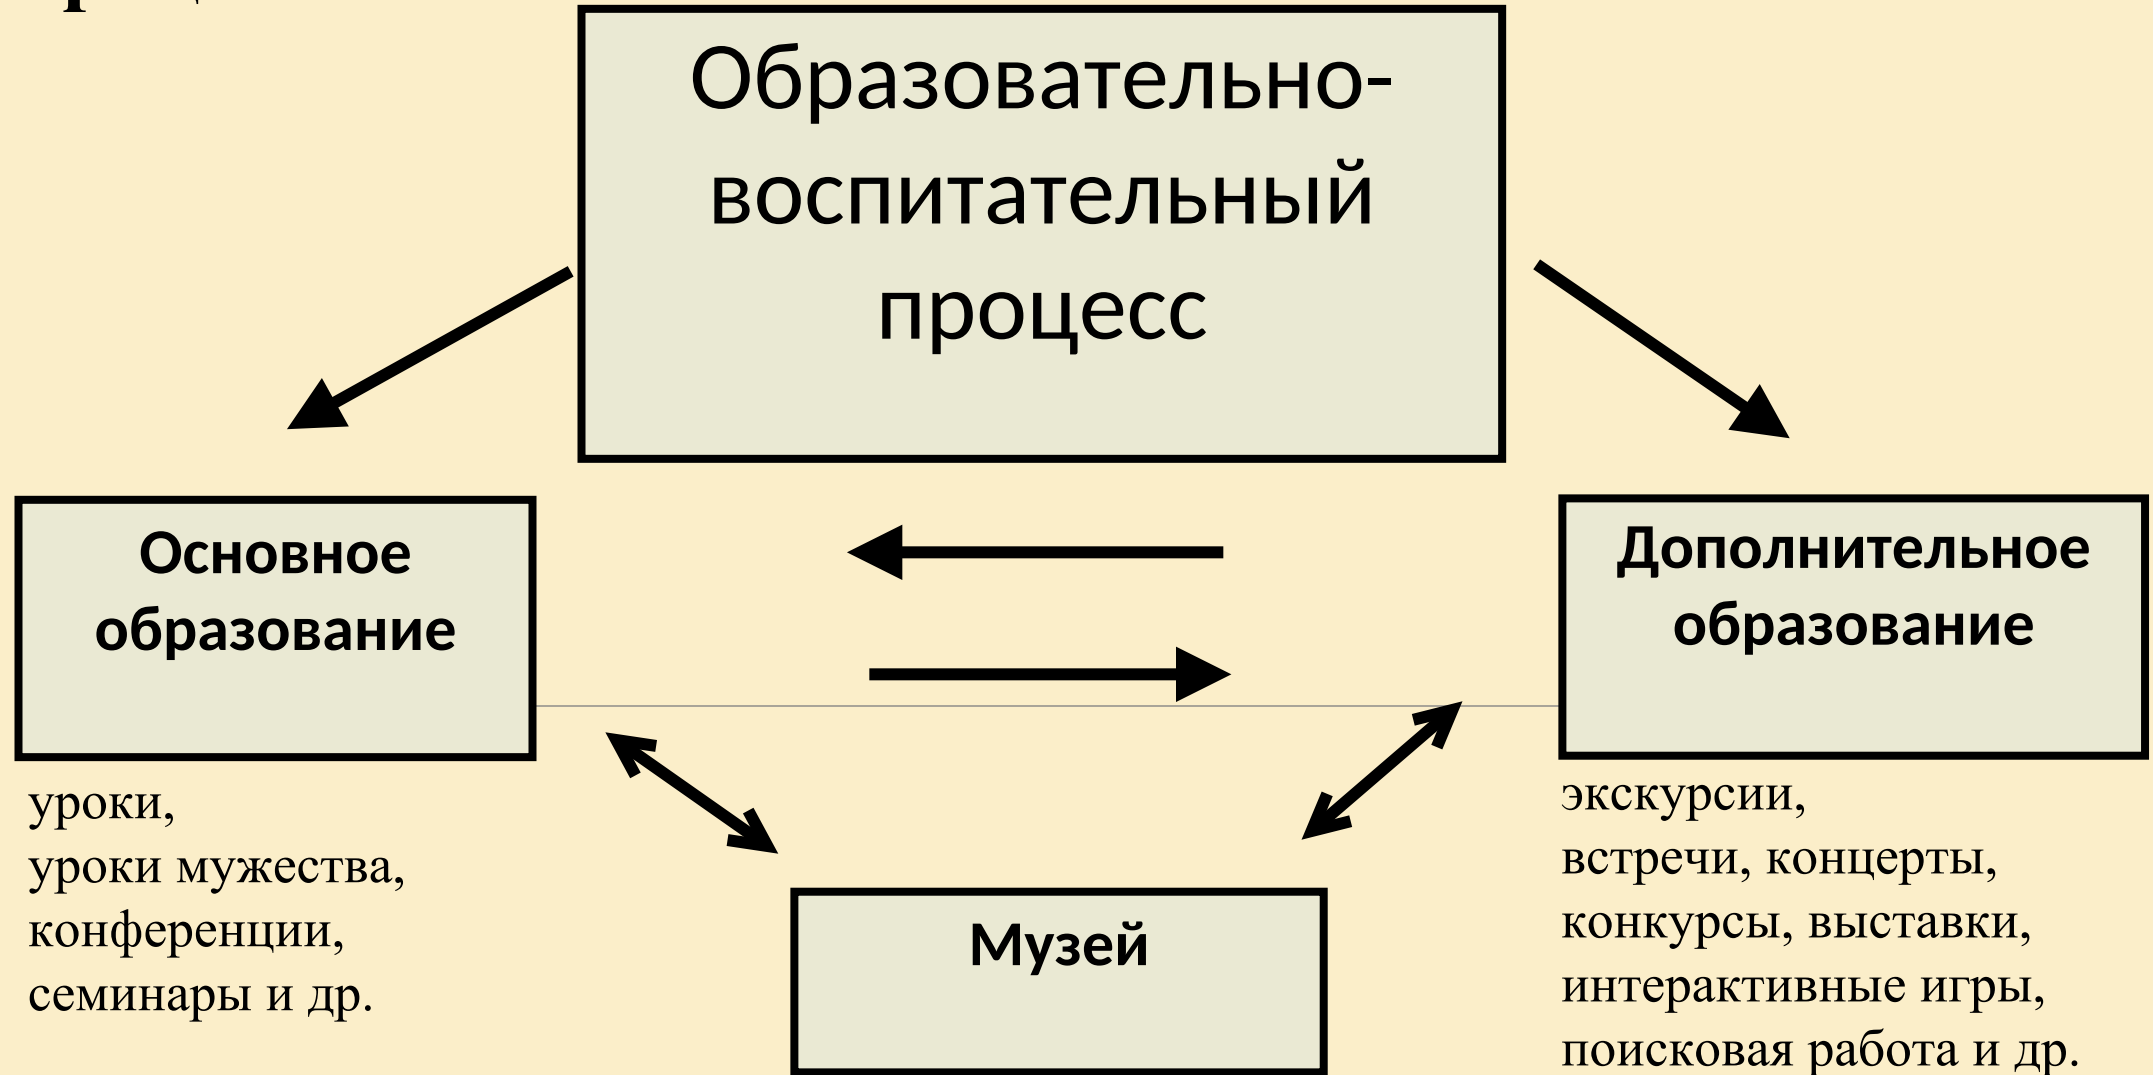 Образовательно-
воспитательный
процесс
Основное
образование
Дополнительное
образование
уроки,
уроки мужества,
конференции,
семинары и др.
Музей
экскурсии,
встречи, концерты,
конкурсы, выставки,
интерактивные игры,
поисковая работа и др.